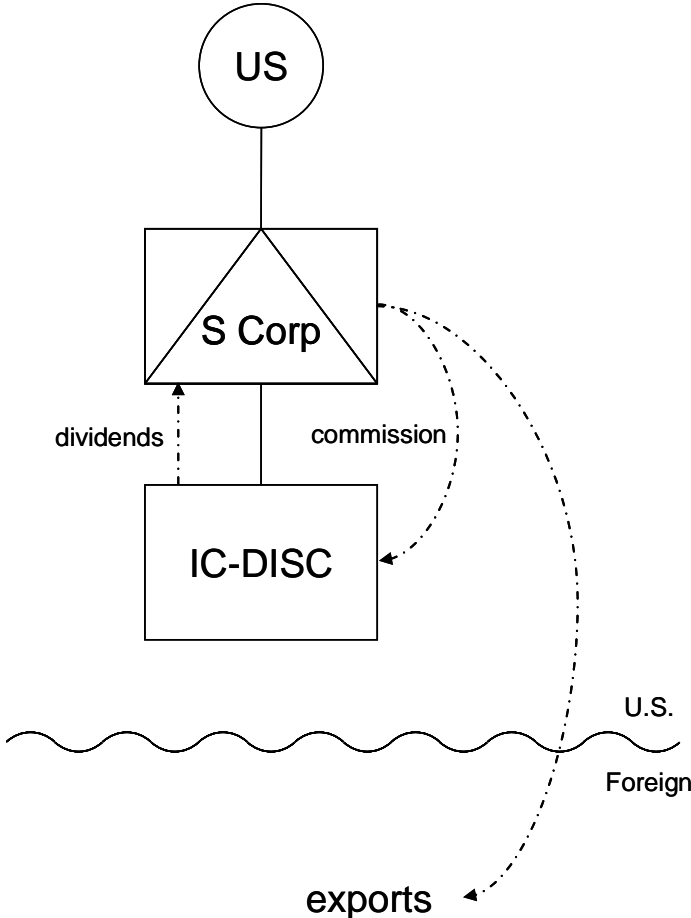 US
S Corp
dividends
commission
IC-DISC
U.S.
Foreign
exports